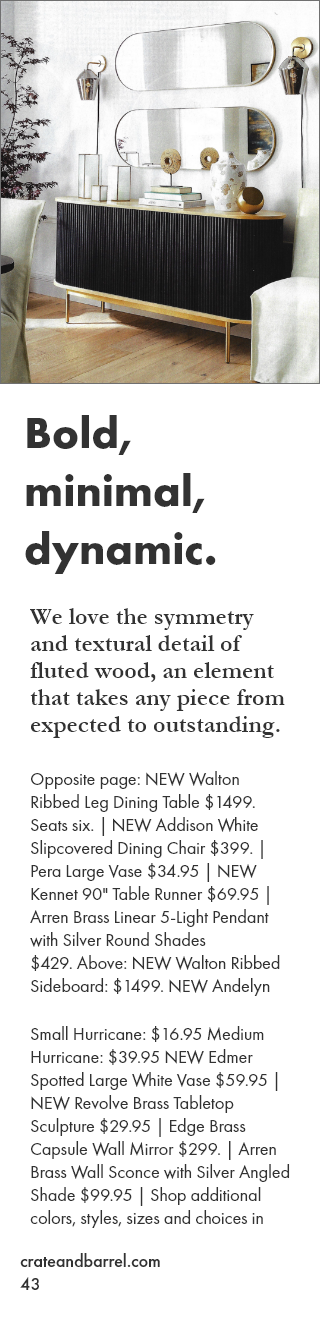 Bold,
minimal,
dynamic.
We love the symmetry
and textural detail of
fluted wood, an element
that takes any piece from
expected to outstanding.
Opposite page: NEW Walton
Ribbed Leg Dining Table $1499.
Seats six. | NEW Addison White
Slipcovered Dining Chair $399. |
Pera Large Vase $34.95 | NEW
Kennet 90" Table Runner $69.95 |
Arren Brass Linear 5-Light Pendant
with Silver Round Shades
$429. Above: NEW Walton Ribbed
Sideboard: $1499. NEW Andelyn
Small Hurricane: $16.95 Medium
Hurricane: $39.95 NEW Edmer
Spotted Large White Vase $59.95 |
NEW Revolve Brass Tabletop
Sculpture $29.95 | Edge Brass
Capsule Wall Mirror $299. | Arren
Brass Wall Sconce with Silver Angled
Shade $99.95 | Shop additional
colors, styles, sizes and choices in
crateandbarrel.com
43